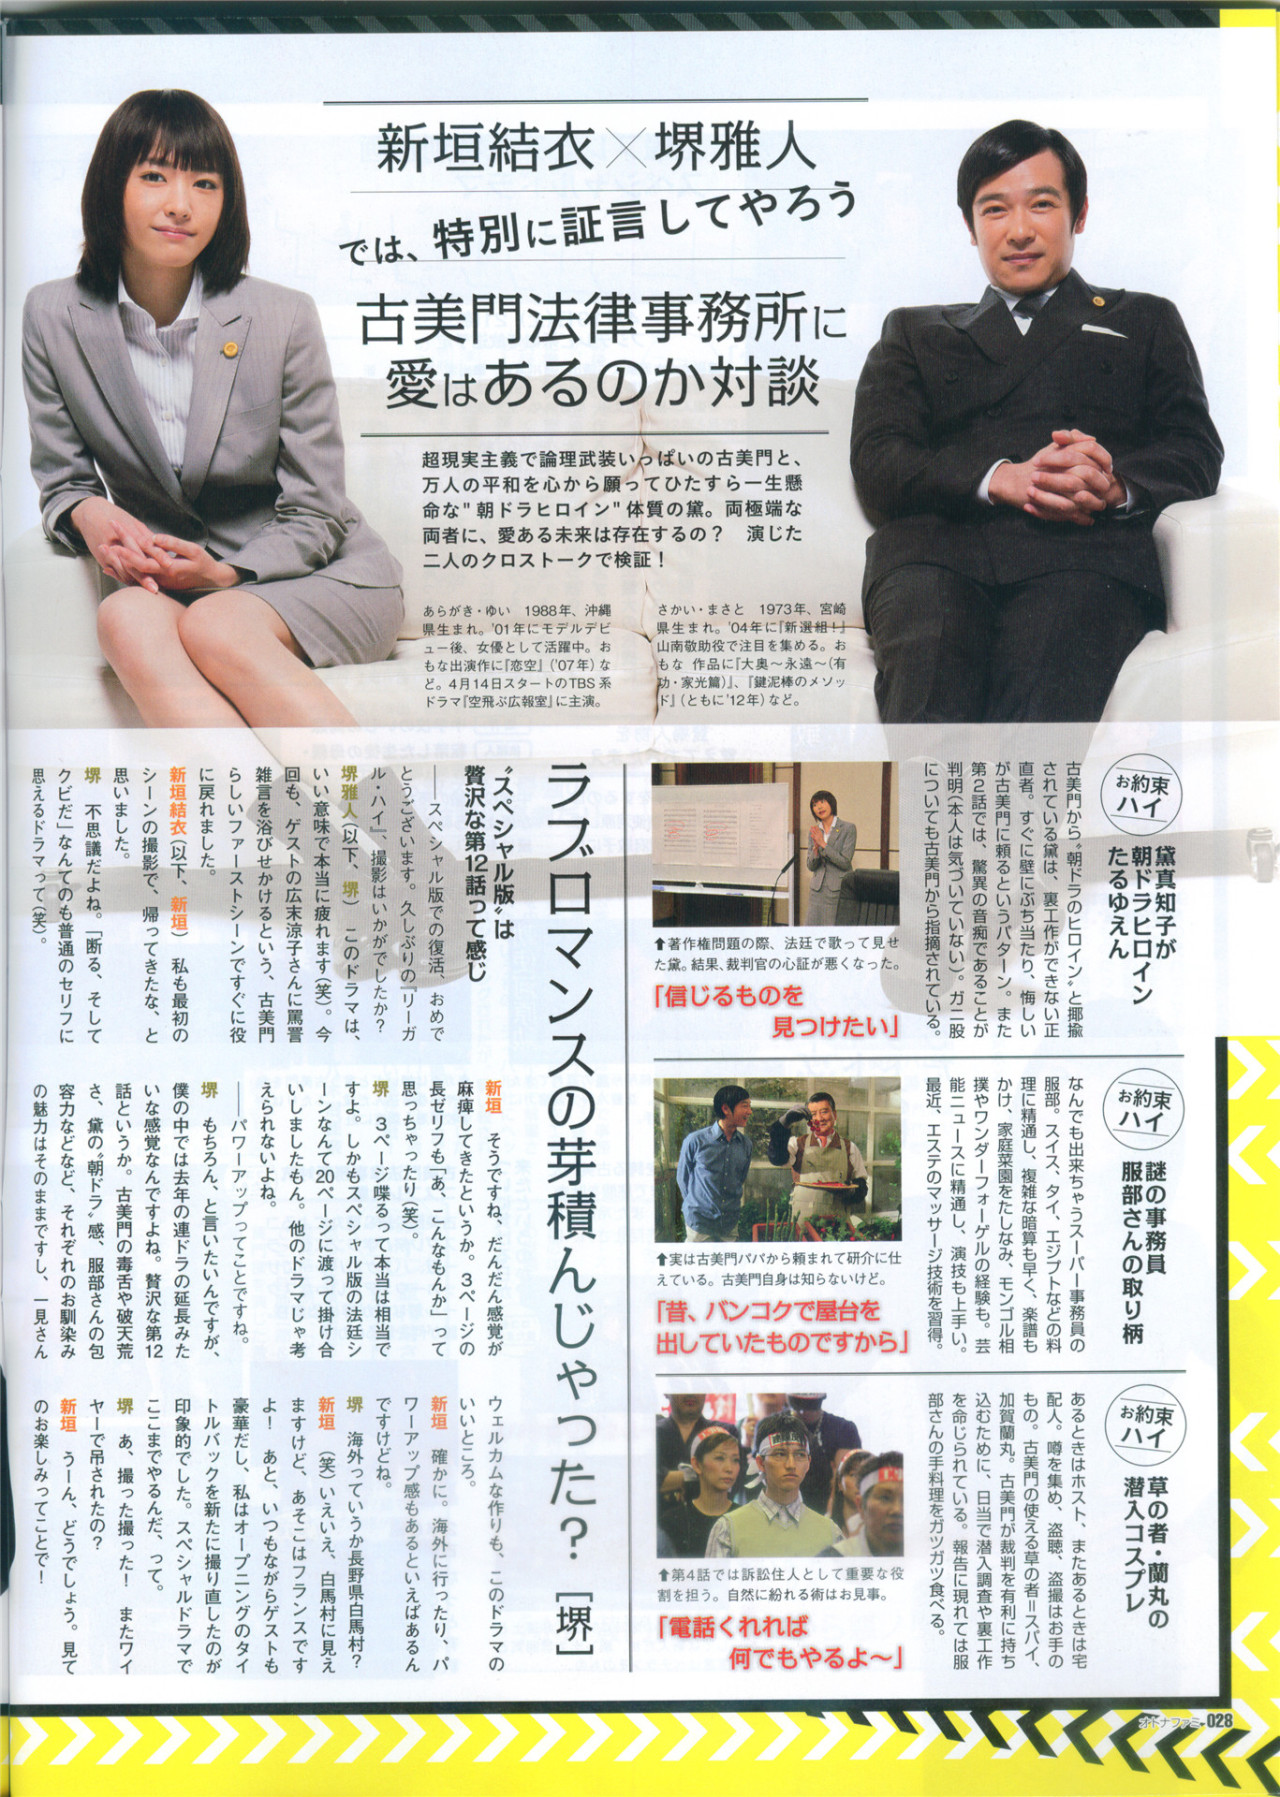 新垣結衣×堺雅人
では、特別に証言してやろう
古美門法律事務所に
愛はあるのか対談
超現実主義で論理武装いっぱいの古美門と、
万人の平和を心から願ってひたすら一生懸
命な"朝ドラヒロイン"体質の黛。両極端な
両者に、愛ある未来は存在するの？　演じた
二人のクロストークで検証！
あらがき・ゆい　1988年、沖縄
県生まれ。'01年にモデルデビ
ュー後、女優として活躍中。お
もな出演作に『恋空』('07年)な
ど。4月14日スタートのTBS系
ドラマ『空飛ぶ広報室』に主演。
さかい・まさと　1973年、宮崎
県生まれ。'04年に『新選組！』
山南敬助役で注目を集める。お
もな 作品に『大奥〜永遠〜(有
功・家光篇)』、『鍵泥棒のメソッ
ド』(ともに'12年)など。
お約束
ハイ
黛真知子が
朝ドラヒロイン
たるゆえん
古美門から〝朝ドラのヒロイン〟と揶揄
されている黛は、裏工作ができない正
直者。すぐに壁にぶち当たり、悔しい
が古美門に頼るというパターン。また
第2話では、驚異の音痴であることが
判明(本人は気づいていない)。ガニ股
についても古美門から指摘されている。
⬆著作権問題の際、法廷で歌って見せ
た黛。結果、裁判官の心証が悪くなった。
「信じるものを
見つけたい」
お約束
ハイ
謎の事務員
服部さんの取り柄
なんでも出来ちゃうスーパー事務員の
服部。スイス、タイ、エジプトなどの料
理に精通し、複雑な暗算も早く、楽譜も
かけ、家庭菜園をたしなみ、モンゴル相
撲やワンダーフォーゲルの経験も。芸
能ニュースに精通し、演技も上手い。
最近、エステのマッサージ技術を習得。
⬆実は古美門パパから頼まれて研介に仕
えている。古美門自身は知らないけど。
「昔、バンコクで屋台を
出していたものですから」
お約束
ハイ
草の者・蘭丸の
潜入コスプレ
あるときはホスト、またあるときは宅
配人。噂を集め、盗聴、盗撮はお手の
もの。古美門の使える草の者＝スパイ、
加賀蘭丸。古美門が裁判を有利に持ち
込むために、日当で潜入調査や裏工作
を命じられている。報告に現れては服
部さんの手料理をガツガツ食べる。
⬆第4話では訴訟住人として重要な役
割を担う。自然に紛れる術はお見事。
「電話くれれば
何でもやるよ〜」
ラブロマンスの芽積んじゃった？［堺］
〝スペシャル版〟は
贅沢な第12話って感じ
――スペシャル版での復活、おめで
とうございます。久しぶりの『リーガ
ル・ハイ』、撮影はいかがでしたか？
堺雅人(以下、堺)　このドラマは、
いい意味で本当に疲れます(笑)。今
回も、ゲストの広末涼子さんに罵詈
雑言を浴びせかけるという、古美門
らしいファーストシーンですぐに役
に戻れました。
新垣結衣(以下、新垣)　私も最初の
シーンの撮影で、帰ってきたな、と
思いました。
堺　不思議だよね。「断る、そして
クビだ」なんてのも普通のセリフに
思えるドラマって(笑)。
新垣　そうですね、だんだん感覚が
麻痺してきたというか。3ページの
長ゼリフも「あ、こんなもんか」って
思っちゃったり(笑)。
堺　3ページ喋るって本当は相当で
すよ。しかもスペシャル版の法廷シ
ーンなんて20ページに渡って掛け合
いしましたもん。他のドラマじゃ考
えられないよね。
――パワーアップってことですね。
堺　もちろん、と言いたいんですが、
僕の中では去年の連ドラの延長みた
いな感覚なんですよね。贅沢な第12
話というか。古美門の毒舌や破天荒
さ、黛の〝朝ドラ〟感、服部さんの包
容力などなど、それぞれのお馴染み
の魅力はそのままですし、一見さん
ウェルカムな作りも、このドラマの
いいところ。
新垣　確かに。海外に行ったり、パ
ワーアップ感もあるといえばあるん
ですけどね。
堺　海外っていうか長野県白馬村？
新垣　(笑)いえいえ、白馬村に見え
ますけど、あそこはフランスです
よ！　あと、いつもながらゲストも
豪華だし、私はオープニングのタイ
トルバックを新たに撮り直したのが
印象的でした。スペシャルドラマで
ここまでやるんだ、って。
堺　あ、撮った撮った！　またワイ
ヤーで吊されたの？
新垣　うーん、どうでしょう。見て
のお楽しみってことで！
オトナファミ 028